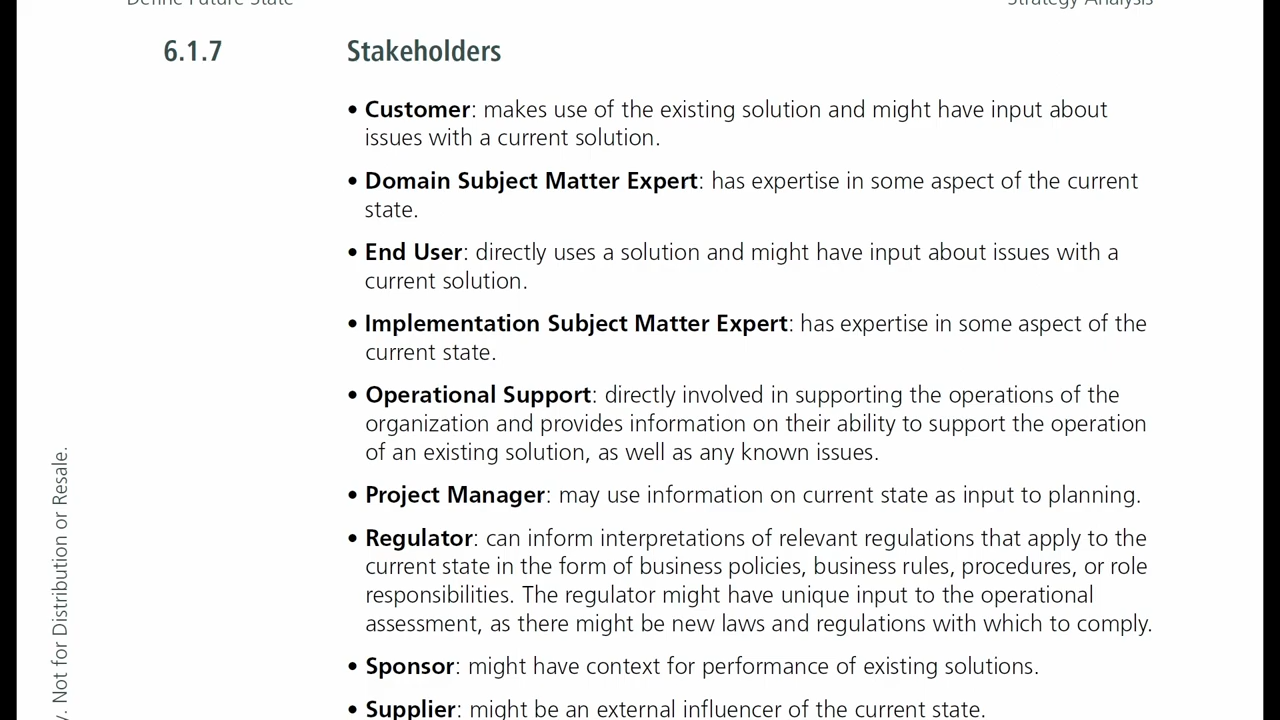 Define Future State
Strategy Analysis
6.1.7
Stakeholders
• Customer: makes use of the existing solution and might have input about
issues with a current solution.
• Domain Subject Matter Expert: has expertise in some aspect of the current
state.
• End User: directly uses a solution and might have input about issues with a
current solution.
• Implementation Subject Matter Expert: has expertise in some aspect of the
current state.
• Operational Support: directly involved in supporting the operations of the
organization and provides information on their ability to support the operation
of an existing solution, as well as any known issues.
• Project Manager: may use information on current state as input to planning.
• Regulator: can inform interpretations of relevant regulations that apply to the
current state in the form of business policies, business rules, procedures, or role
responsibilities. The regulator might have unique input to the operational
assessment, as there might be new laws and regulations with which to comply.
• Sponsor: might have context for performance of existing solutions.
• Supplier: might be an external influencer of the current state.
Not for Distribution or Resale.